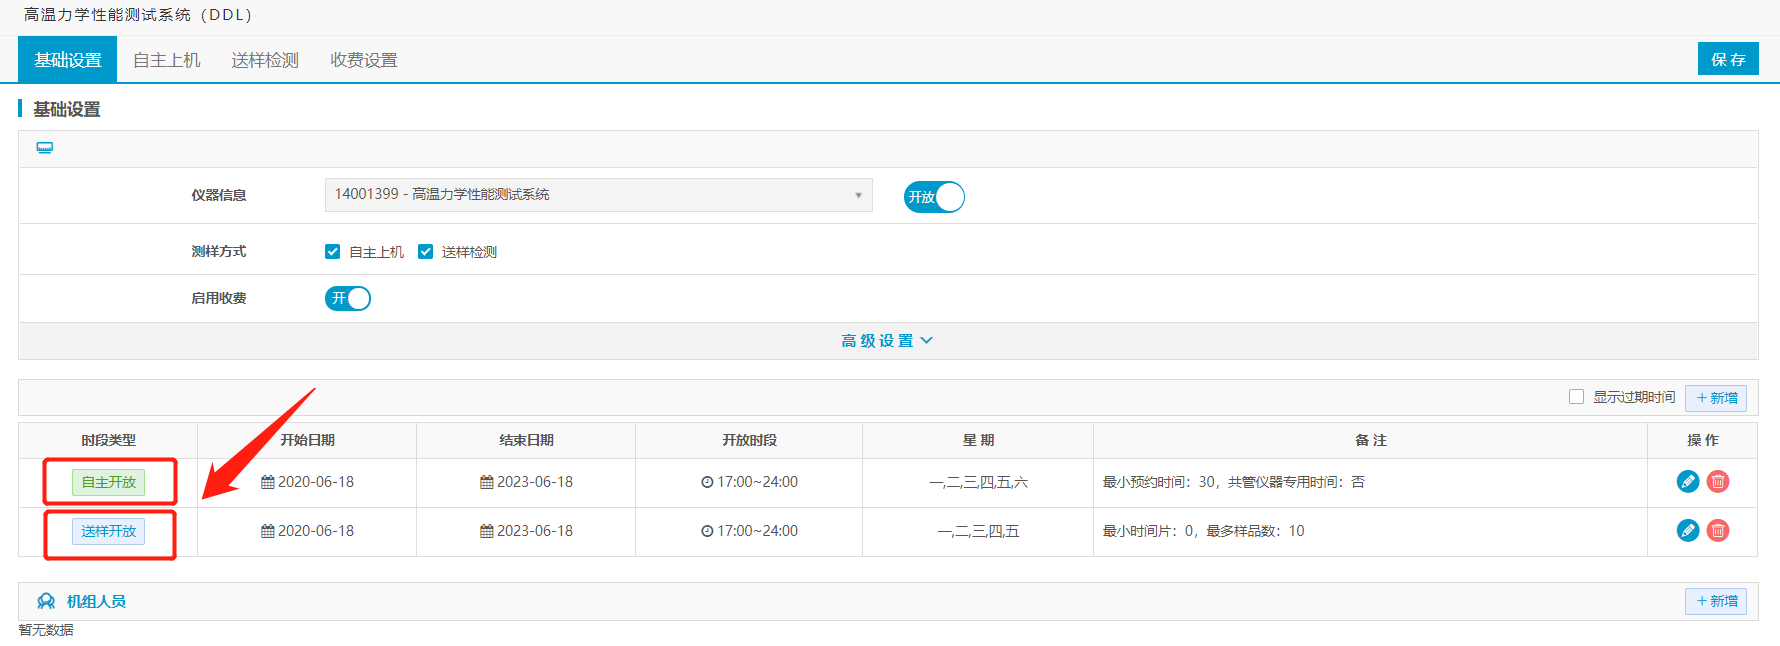 高温力学性能测试系统（DDL）
基础设置 自主上机 送样检测 收费设置 保存
基础设置
仪器信息 14001399 - 高温力学性能测试系统 开放
测样方式 自主上机 送样检测
启用收费 开
高级设置
显示过期时间 +新增
时段类型 开始日期 结束日期 开放时段 星期 备注 操作
自主开放 2020-06-18 2023-06-18 17:00~24:00 一,二,三,四,五,六 最小预约时间：30，共管仪器专用时间：否
送样开放 2020-06-18 2023-06-18 17:00~24:00 一,二,三,四,五 最小时间片：0，最多样品数：10
机组人员 +新增
暂无数据